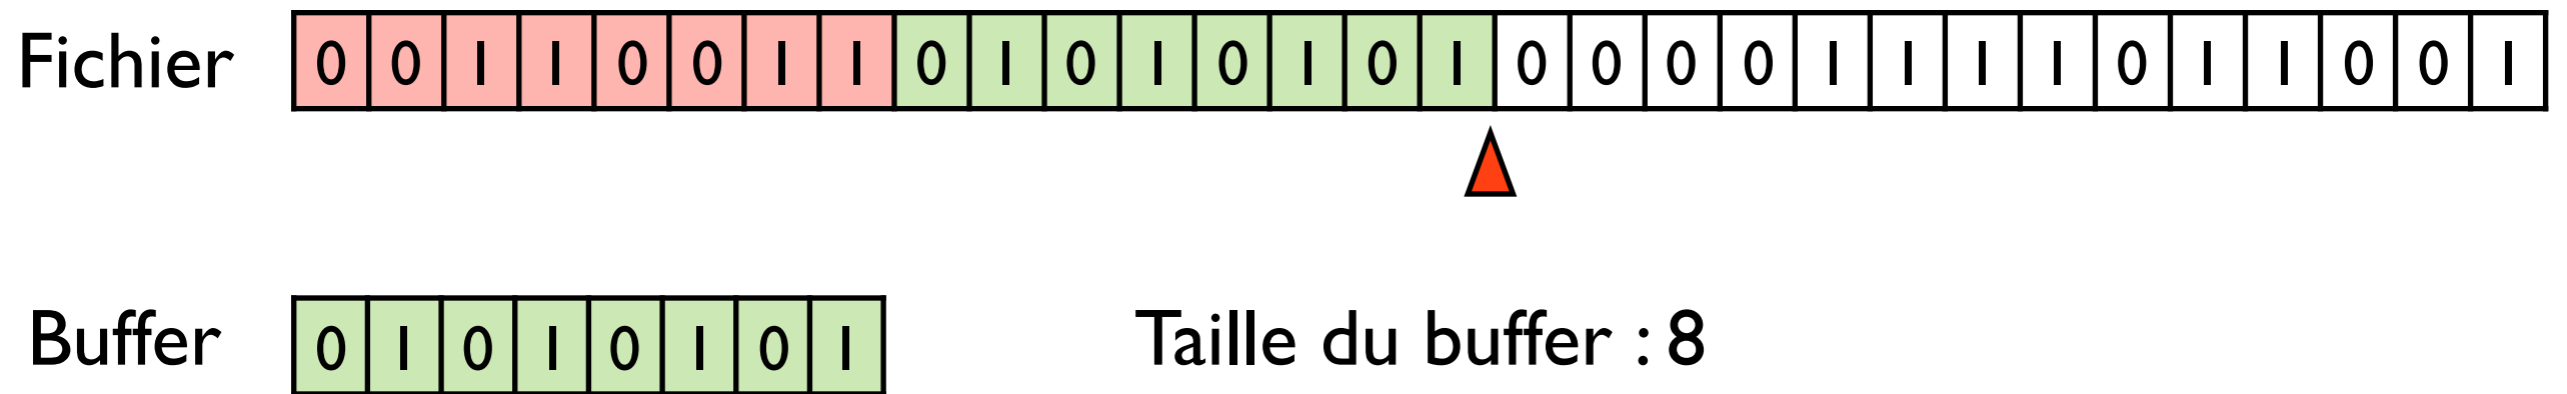 Fichier 0 0 1 1 0 0 1 1 0 1 0 1 0 1 0 1 0 0 0 0 1 1 1 1 0 1 1 0 0 1
Buffer 0 1 0 1 0 1 0 1 Taille du buffer : 8